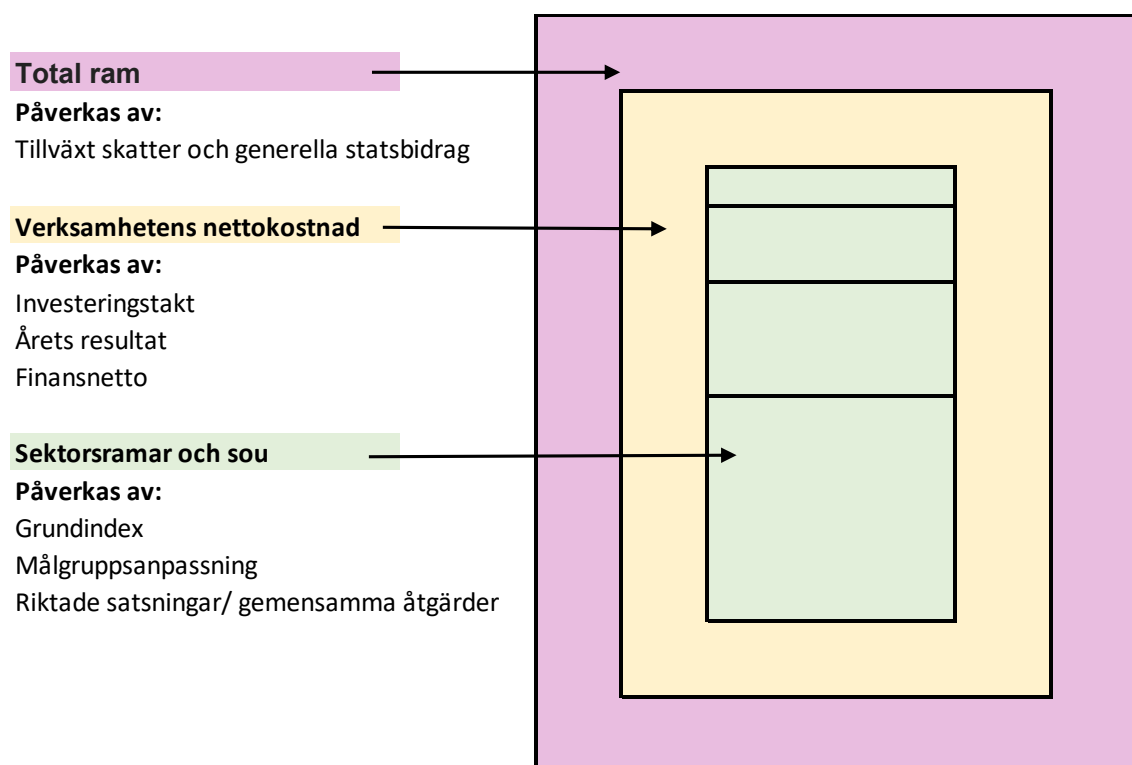 Total ram
Påverkas av:
Tillväxt skatter och generella statsbidrag
Verksamhetens nettokostnad
Påverkas av:
Investeringstakt
Årets resultat
Finansnetto
Sektorsramar och sou
Påverkas av:
Grundindex
Målgruppsanpassning
Riktade satsningar/ gemensamma åtgärder